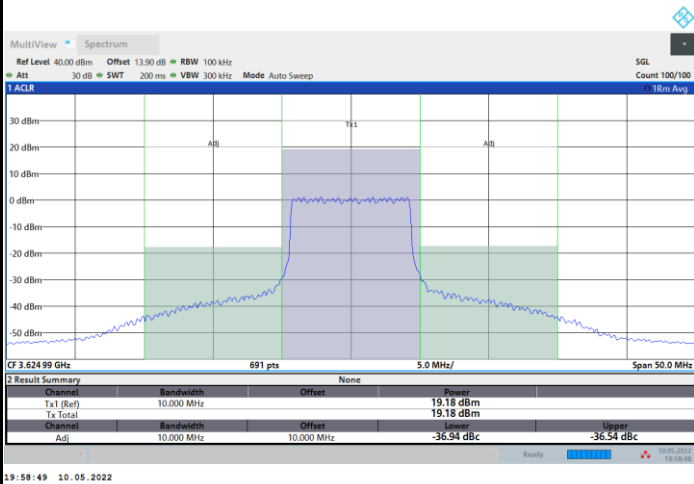 MultiView Spectrum
Ref Level 40.00 dBm Offset 13.90 dB RBW 100 kHz SGL
Att 30 dB SWT 200 ms VBW 300 kHz Mode Auto Sweep Count 100/100
1 ACLR 1Rm Avg
30 dBm
Tx1
20 dBm Adj Adj
10 dBm
0 dBm
-10 dBm
-20 dBm
-30 dBm
-40 dBm
-50 dBm
CF 3.624 99 GHz 691 pts 5.0 MHz/ Span 50.0 MHz
2 Result Summary None
Channel Bandwidth Offset Power
Tx1 (Ref) 10.000 MHz 19.18 dBm
Tx Total 19.18 dBm
Channel Bandwidth Offset Lower Upper
Adj 10.000 MHz 10.000 MHz -36.94 dBc -36.54 dBc
Ready 10.05.2022
19:58:48
19:58:49 10.05.2022